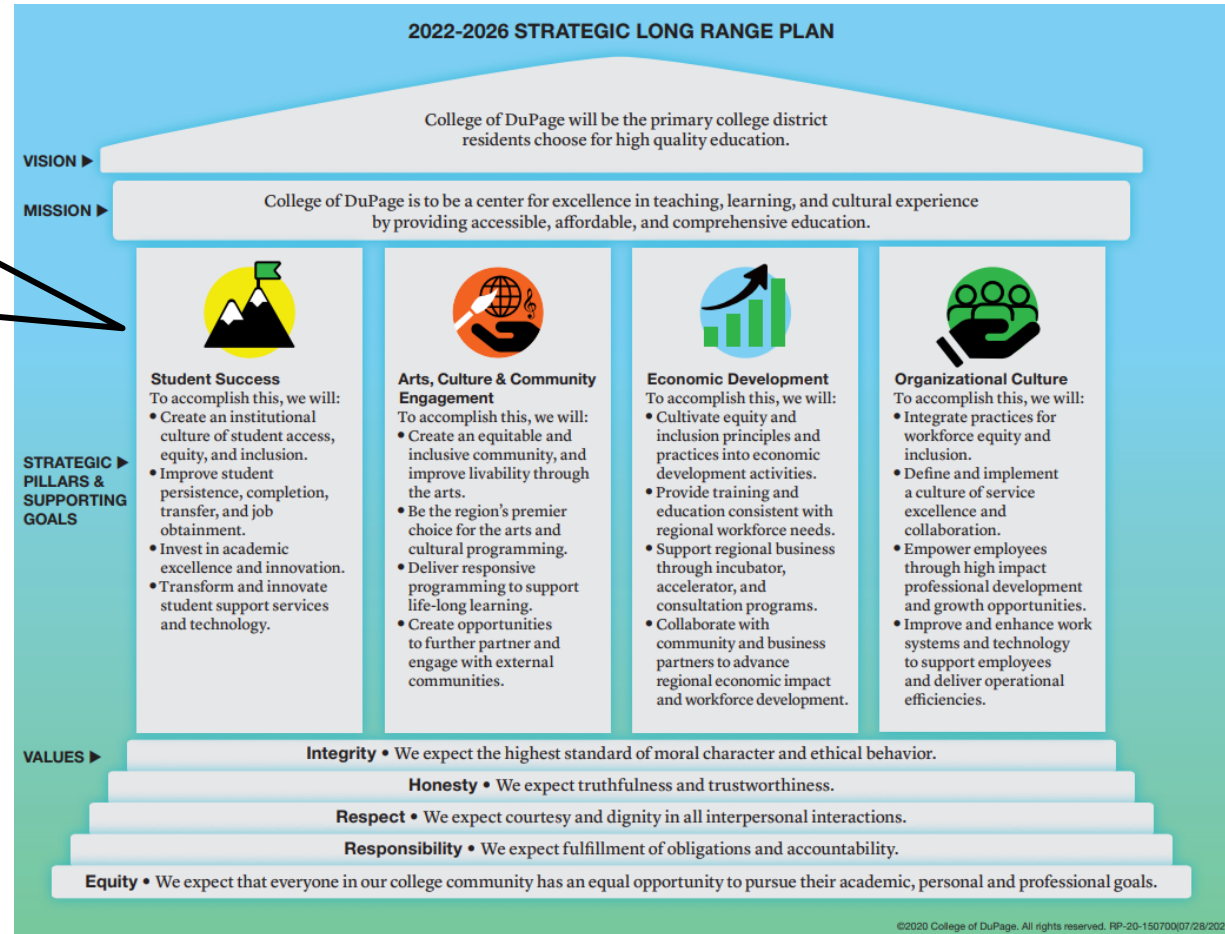 2022-2026 STRATEGIC LONG RANGE PLAN
College of DuPage will be the primary college district
residents choose for high quality education.
VISION ▶
MISSION ▶
College of DuPage is to be a center for excellence in teaching, learning, and cultural experience
by providing accessible, affordable, and comprehensive education.
STRATEGIC ▶
PILLARS &
SUPPORTING
GOALS
Student Success
To accomplish this, we will:
• Create an institutional
culture of student access,
equity, and inclusion.
• Improve student
persistence, completion,
transfer, and job
obtainment.
• Invest in academic
excellence and innovation.
• Transform and innovate
student support services
and technology.
Arts, Culture & Community
Engagement
To accomplish this, we will:
• Create an equitable and
inclusive community, and
improve livability through
the arts.
• Be the region's premier
choice for the arts and
cultural programming.
• Deliver responsive
programming to support
life-long learning.
• Create opportunities
to further partner and
engage with external
communities.
Economic Development
To accomplish this, we will:
• Cultivate equity and
inclusion principles and
practices into economic
development activities.
• Provide training and
education consistent with
regional workforce needs.
• Support regional business
through incubator,
accelerator, and
consultation programs.
• Collaborate with
community and business
partners to advance
regional economic impact
and workforce development.
Organizational Culture
To accomplish this, we will:
• Integrate practices for
workforce equity and
inclusion.
• Define and implement
a culture of service
excellence and
collaboration.
• Empower employees
through high impact
professional development
and growth opportunities.
• Improve and enhance work
systems and technology
to support employees
and deliver operational
efficiencies.
VALUES ▶
Integrity • We expect the highest standard of moral character and ethical behavior.
Honesty • We expect truthfulness and trustworthiness.
Respect • We expect courtesy and dignity in all interpersonal interactions.
Responsibility • We expect fulfillment of obligations and accountability.
Equity • We expect that everyone in our college community has an equal opportunity to pursue their academic, personal and professional goals.
©2020 College of DuPage. All rights reserved. RP-20-150700(07/28/202